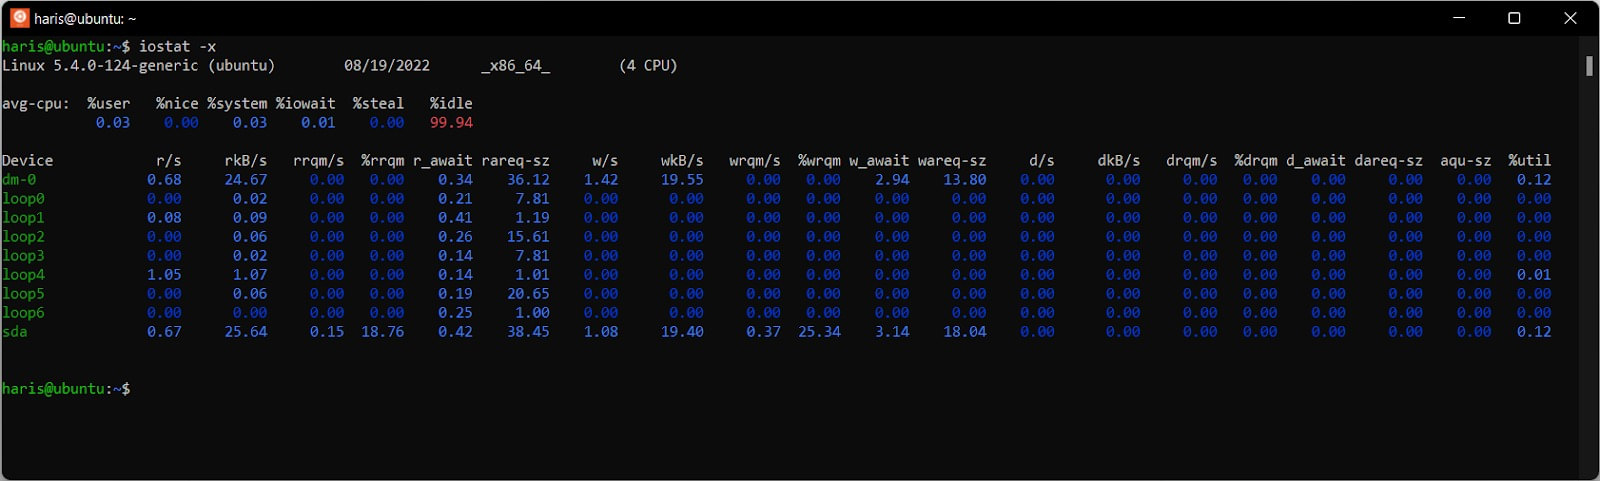 haris@ubuntu: ~
haris@ubuntu:~$ iostat -x
Linux 5.4.0-124-generic (ubuntu)        08/19/2022      _x86_64_        (4 CPU)
avg-cpu:  %user   %nice %system %iowait  %steal   %idle
           0.03    0.00    0.03    0.01    0.00   99.94
Device            r/s     rkB/s   rrqm/s  %rrqm r_await rareq-sz     w/s     wkB/s   wrqm/s  %wrqm w_await wareq-sz     d/s     dkB/s   drqm/s  %drqm d_await dareq-sz  aqu-sz  %util
dm-0             0.68     24.67     0.00   0.00    0.34    36.12    1.42     19.55     0.00   0.00    2.94    13.80    0.00      0.00     0.00   0.00    0.00     0.00    0.00   0.12
loop0            0.00      0.02     0.00   0.00    0.21     7.81    0.00      0.00     0.00   0.00    0.00     0.00    0.00      0.00     0.00   0.00    0.00     0.00    0.00   0.00
loop1            0.08      0.09     0.00   0.00    0.41     1.19    0.00      0.00     0.00   0.00    0.00     0.00    0.00      0.00     0.00   0.00    0.00     0.00    0.00   0.00
loop2            0.00      0.06     0.00   0.00    0.26    15.61    0.00      0.00     0.00   0.00    0.00     0.00    0.00      0.00     0.00   0.00    0.00     0.00    0.00   0.00
loop3            0.00      0.02     0.00   0.00    0.14     7.81    0.00      0.00     0.00   0.00    0.00     0.00    0.00      0.00     0.00   0.00    0.00     0.00    0.00   0.00
loop4            1.05      1.07     0.00   0.00    0.14     1.01    0.00      0.00     0.00   0.00    0.00     0.00    0.00      0.00     0.00   0.00    0.00     0.00    0.00   0.01
loop5            0.00      0.06     0.00   0.00    0.19    20.65    0.00      0.00     0.00   0.00    0.00     0.00    0.00      0.00     0.00   0.00    0.00     0.00    0.00   0.00
loop6            0.00      0.00     0.00   0.00    0.25     1.00    0.00      0.00     0.00   0.00    0.00     0.00    0.00      0.00     0.00   0.00    0.00     0.00    0.00   0.00
sda              0.67     25.64     0.15  18.76    0.42    38.45    1.08     19.40     0.37  25.34    3.14    18.04    0.00      0.00     0.00   0.00    0.00     0.00    0.00   0.12
haris@ubuntu:~$